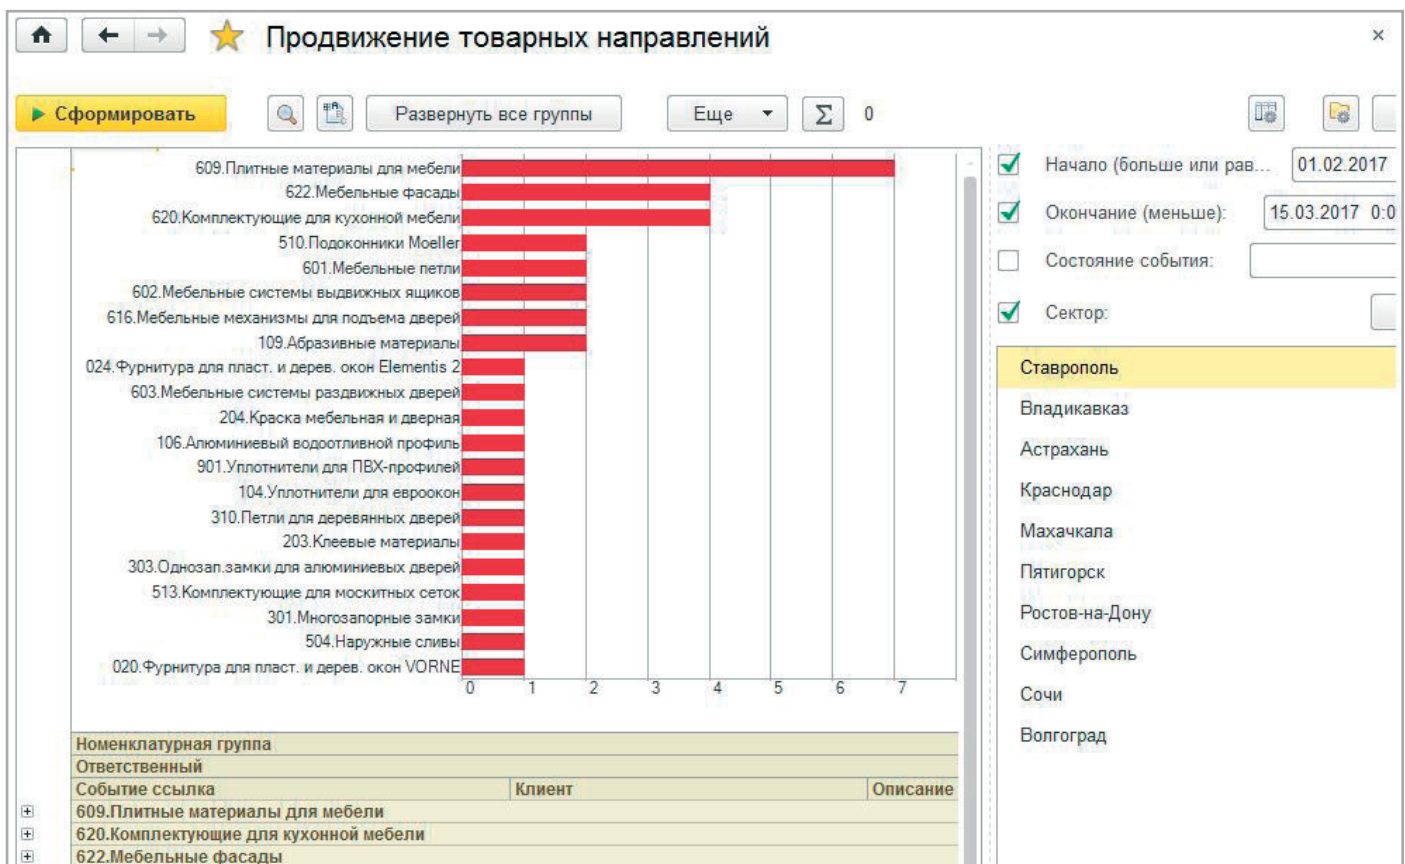 Продвижение товарных направлений
×
Сформировать
Развернуть все группы
Еще
Σ
0
609.Плитные материалы для мебели
622.Мебельные фасады
620.Комплектующие для кухонной мебели
510.Подоконники Moeller
601.Мебельные петли
602.Мебельные системы выдвижных ящиков
616.Мебельные механизмы для подъема дверей
109.Абразивные материалы
024.Фурнитура для пласт. и дерев. окон Elementis 2
603.Мебельные системы раздвижных дверей
204.Краска мебельная и дверная
106.Алюминиевый водоотливной профиль
901.Уплотнители для ПВХ-профилей
104.Уплотнители для евроокон
310.Петли для деревянных дверей
203.Клеевые материалы
303.Однозап.замки для алюминиевых дверей
513.Комплектующие для москитных сеток
301.Многозапорные замки
504.Наружные сливы
020.Фурнитура для пласт. и дерев. окон VORNE
0 1 2 3 4 5 6 7
Номенклатурная группа
Ответственный
Событие ссылка Клиент Описание
609.Плитные материалы для мебели
620.Комплектующие для кухонной мебели
622.Мебельные фасады
Начало (больше или рав... 01.02.2017
Окончание (меньше): 15.03.2017 0:0
Состояние события:
Сектор:
Ставрополь
Владикавказ
Астрахань
Краснодар
Махачкала
Пятигорск
Ростов-на-Дону
Симферополь
Сочи
Волгоград